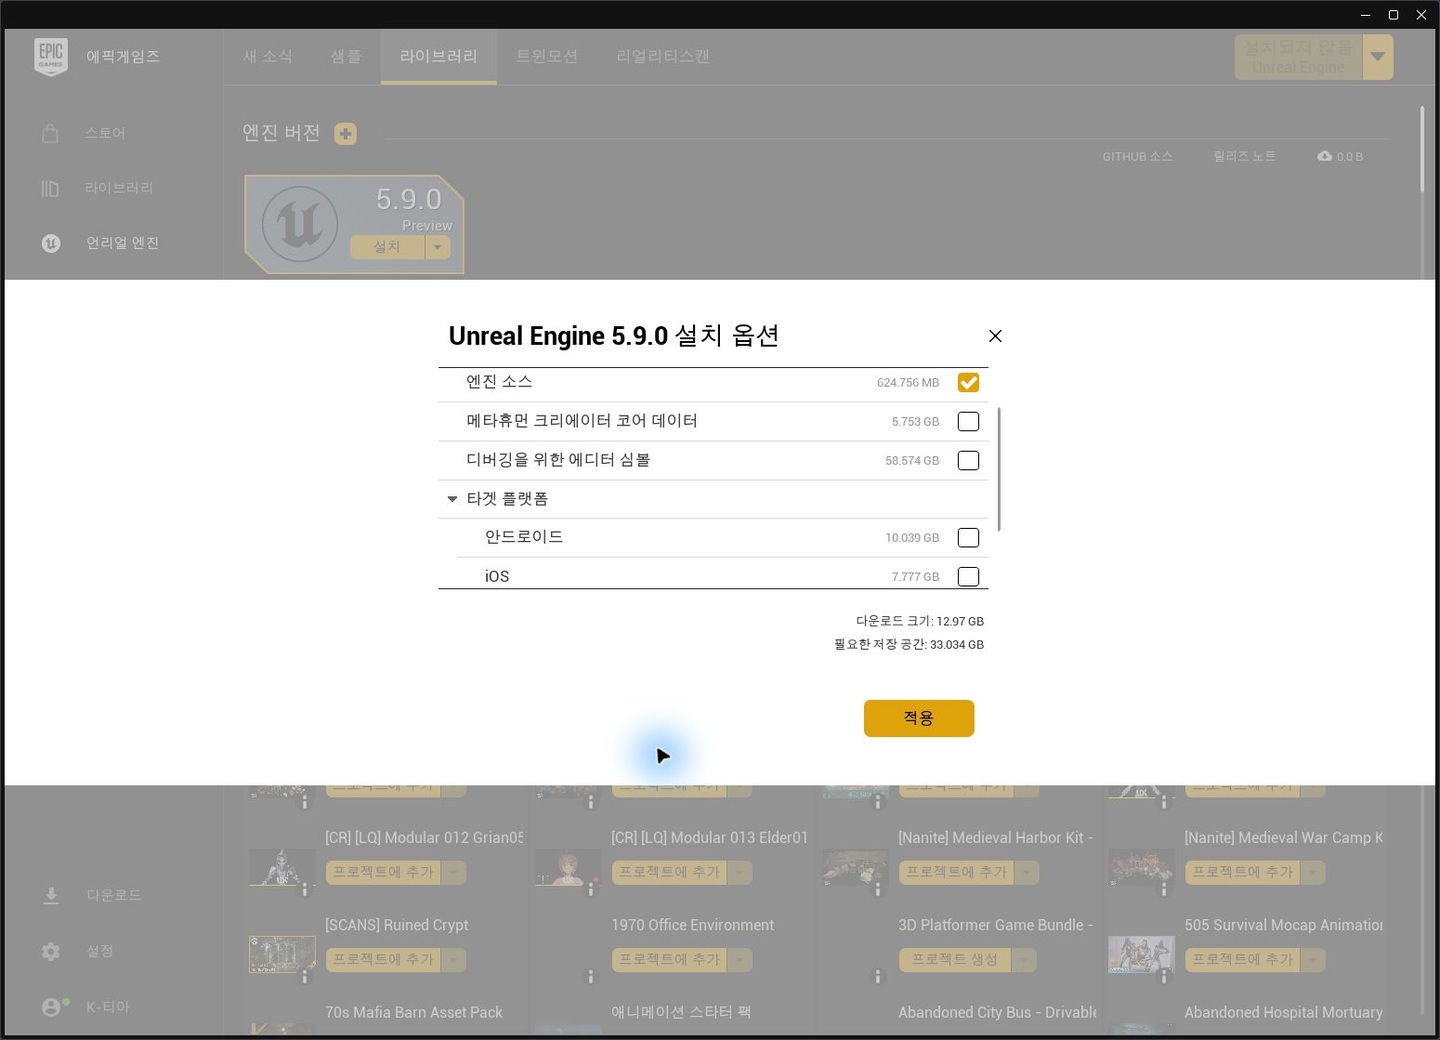 EPIC GAMES
에픽게임즈
새 소식
샘플
라이브러리
트윈모션
리얼리티스캔
설치되지 않음
Unreal Engine
스토어
라이브러리
언리얼 엔진
엔진 버전
GITHUB 소스
릴리즈 노트
0.0 B
5.9.0
Preview
설치
Unreal Engine 5.9.0 설치 옵션
엔진 소스 624.756 MB
메타휴먼 크리에이터 코어 데이터 5.753 GB
디버깅을 위한 에디터 심볼 58.574 GB
타겟 플랫폼
안드로이드 10.039 GB
iOS 7.777 GB
다운로드 크기: 12.97 GB
필요한 저장 공간: 33.034 GB
적용
[CR] [LQ] Modular 012 Grian05
[CR] [LQ] Modular 013 Elder01
[Nanite] Medieval Harbor Kit -
[Nanite] Medieval War Camp K
프로젝트에 추가
프로젝트에 추가
프로젝트에 추가
프로젝트에 추가
[SCANS] Ruined Crypt
1970 Office Environment
3D Platformer Game Bundle -
505 Survival Mocap Animation
프로젝트에 추가
프로젝트에 추가
프로젝트 생성
프로젝트에 추가
70s Mafia Barn Asset Pack
애니메이션 스타터 팩
Abandoned City Bus - Drivable
Abandoned Hospital Mortuary
다운로드
설정
K-티아